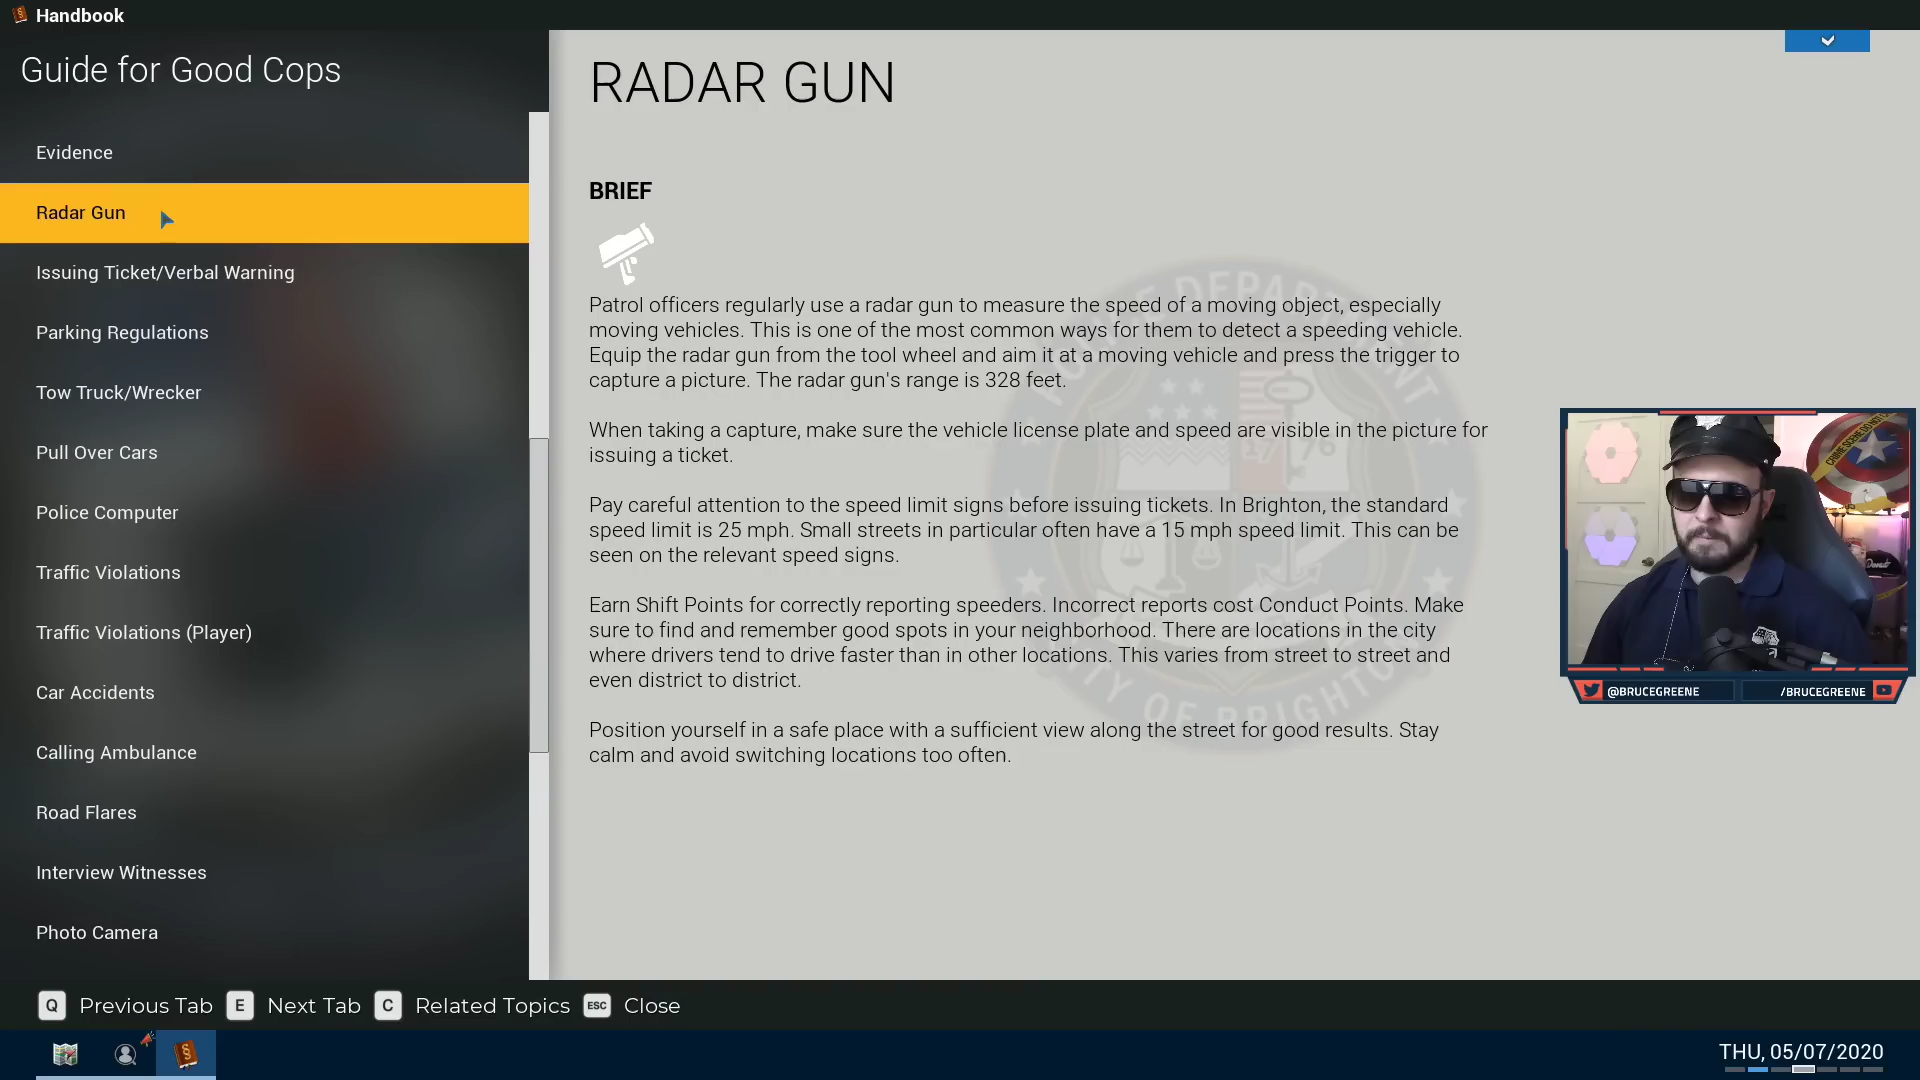 Handbook
Guide for Good Cops
Evidence
Radar Gun
Issuing Ticket/Verbal Warning
Parking Regulations
Tow Truck/Wrecker
Pull Over Cars
Police Computer
Traffic Violations
Traffic Violations (Player)
Car Accidents
Calling Ambulance
Road Flares
Interview Witnesses
Photo Camera
RADAR GUN
BRIEF
Patrol officers regularly use a radar gun to measure the speed of a moving object, especially
moving vehicles. This is one of the most common ways for them to detect a speeding vehicle.
Equip the radar gun from the tool wheel and aim it at a moving vehicle and press the trigger to
capture a picture. The radar gun's range is 328 feet.
When taking a capture, make sure the vehicle license plate and speed are visible in the picture for
issuing a ticket.
Pay careful attention to the speed limit signs before issuing tickets. In Brighton, the standard
speed limit is 25 mph. Small streets in particular often have a 15 mph speed limit. This can be
seen on the relevant speed signs.
Earn Shift Points for correctly reporting speeders. Incorrect reports cost Conduct Points. Make
sure to find and remember good spots in your neighborhood. There are locations in the city
where drivers tend to drive faster than in other locations. This varies from street to street and
even district to district.
Position yourself in a safe place with a sufficient view along the street for good results. Stay
calm and avoid switching locations too often.
POLICE DEPARTMENT
1776
CITY OF BRIGHTON
CRIME SCENE DO NOT C
Donut
@BRUCEGREENE
/BRUCEGREENE
Q Previous Tab E Next Tab C Related Topics ESC Close
THU, 05/07/2020